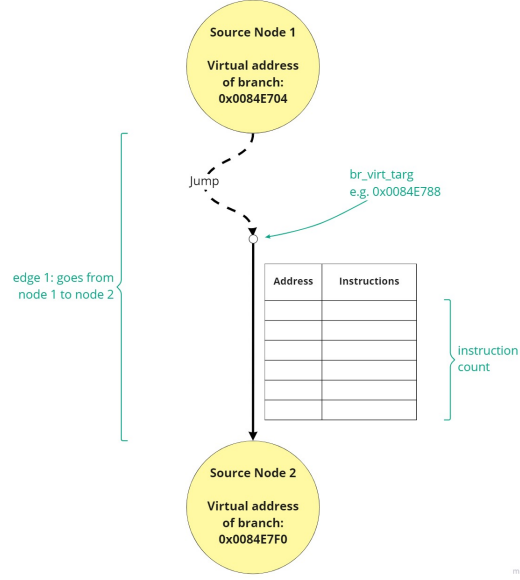 Source Node 1
Virtual address
of branch:
0x0084E704
Jump
br_virt_targ
e.g. 0x0084E788
edge 1: goes from
node 1 to node 2
Address Instructions
instruction
count
Source Node 2
Virtual address
of branch:
0x0084E7F0
m